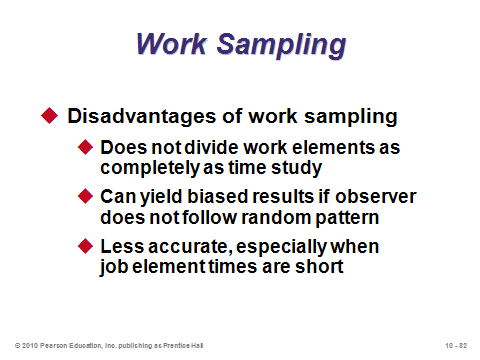 Work Sampling
Disadvantages of work sampling
Does not divide work elements as
completely as time study
Can yield biased results if observer
does not follow random pattern
Less accurate, especially when
job element times are short
© 2010 Pearson Education, Inc. publishing as Prentice Hall
10 - 82